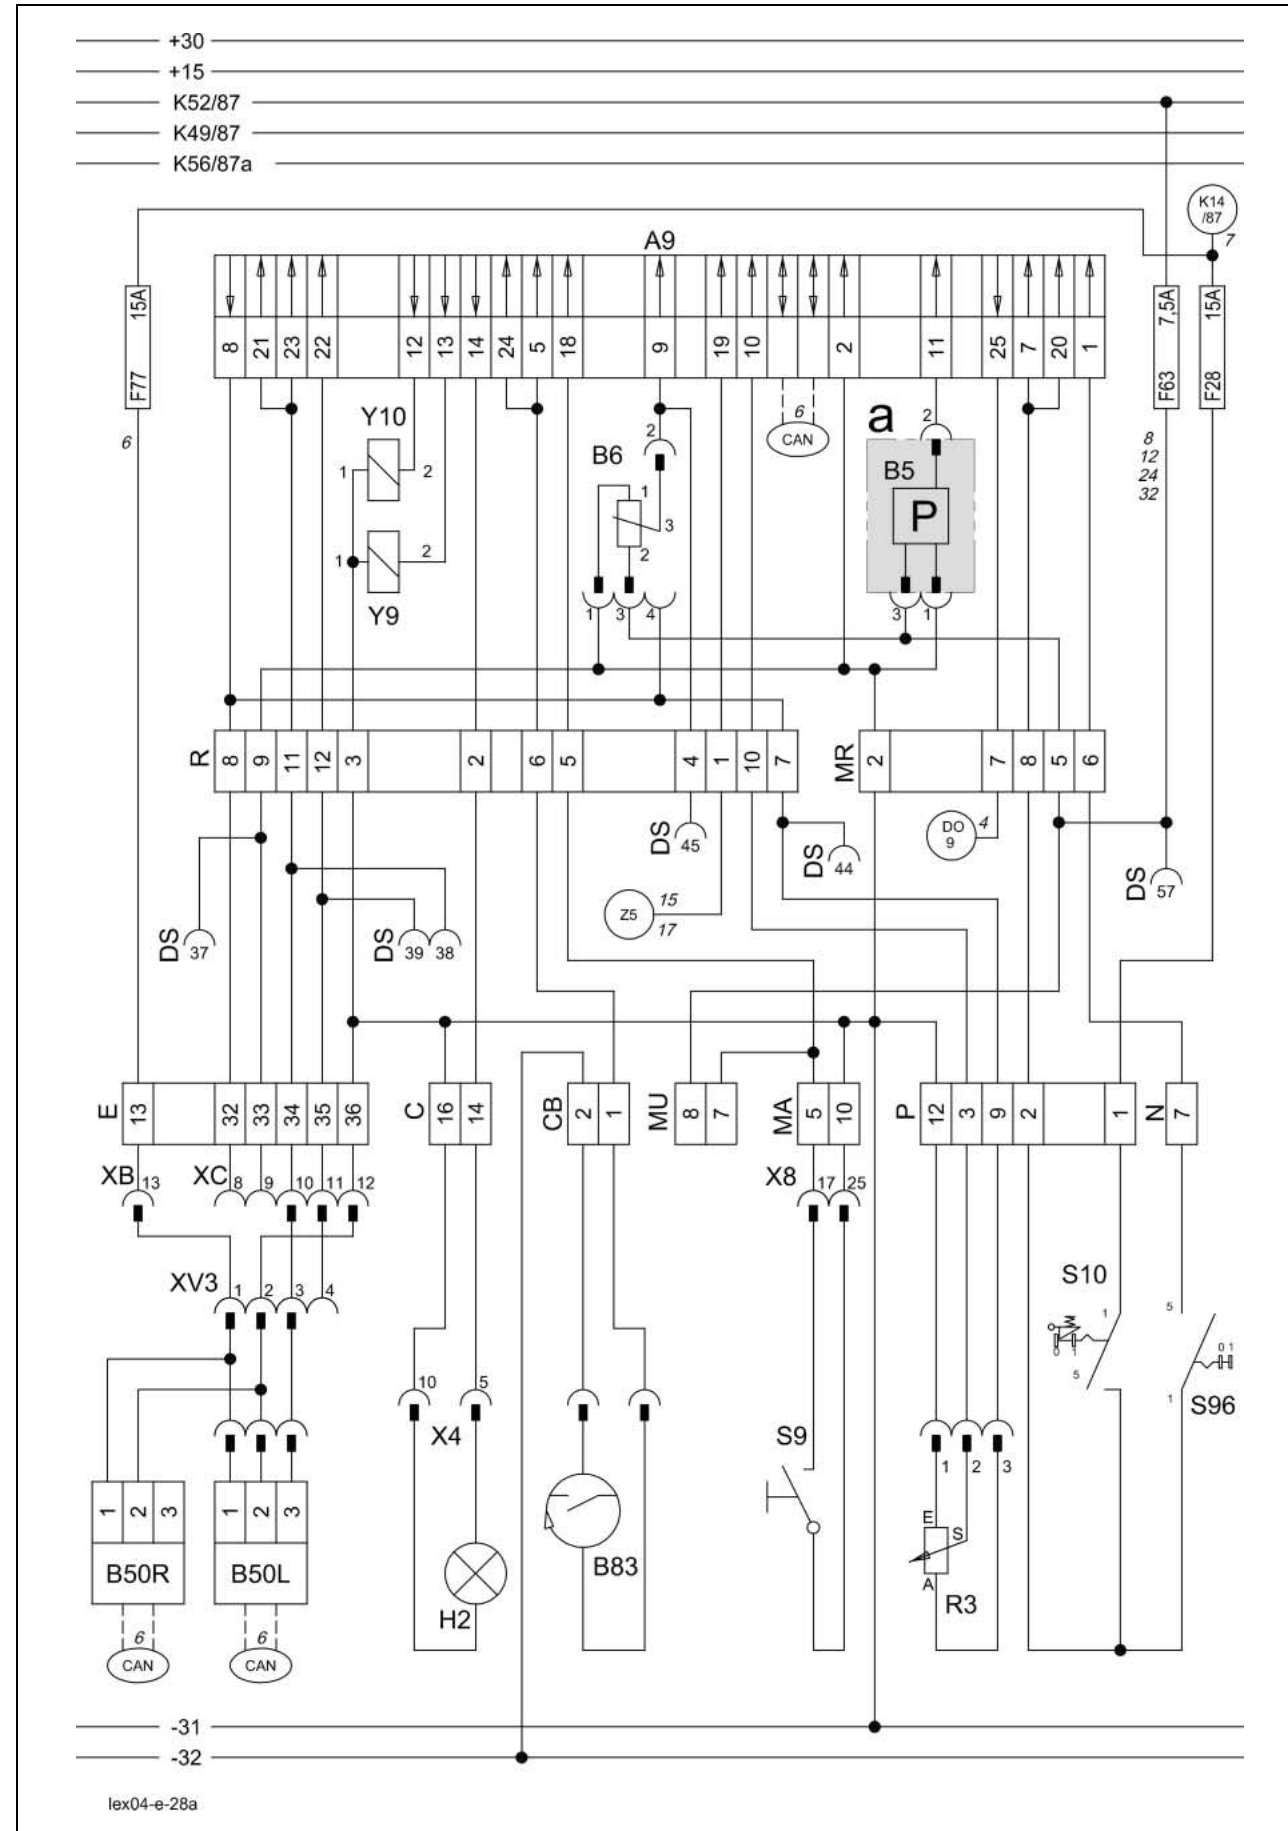 +30
+15
K52/87
K49/87
K56/87a
K14
/87
7
A9
15A
F77
6
8 21 23 22 12 13 14 24 5 18 9 19 10 2 11 25 7 20 1
7,5A
F63
15A
F28
8
12
24
32
Y10
1 2
1 2
Y9
B6
2
1
3
2
1 3 4
6
CAN
a
2
B5
P
3 1
R
8 9 11 12 3 2 6 5 4 1 10 7
MR
2 7 8 5 6
DS
37
DS
39 38
DS
45
DS
44
DO
9
4
DS
57
Z5
15
17
E
13 32 33 34 35 36
C
16 14
CB
2 1
MU
8 7
MA
5 10
P
12 3 9 2 1
N
7
XB
13
XC
8 9 10 11 12
X8
17 25
XV3
1 2 3 4
S10
1
5
0 1
5
0 1
1
S96
10 5
X4
S9
1 2 3
1 2 3
B50R
1 2 3
B50L
H2
B83
E
S
A
R3
6
CAN
6
CAN
-31
-32
lex04-e-28a